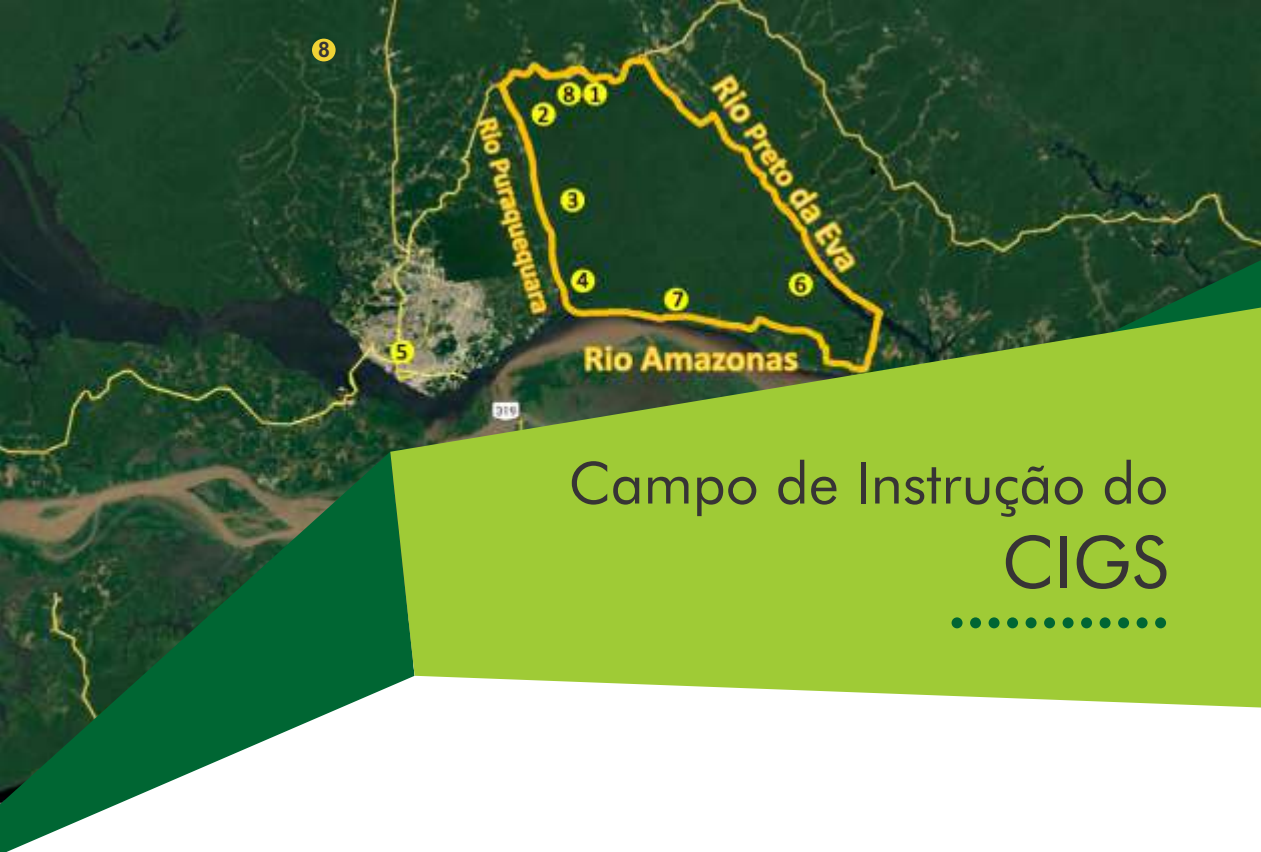 8
8
1
2
Rio Preto da Eva
Rio Puraquequara
3
4
6
7
5
Rio Amazonas
319
Campo de Instrução do
CIGS